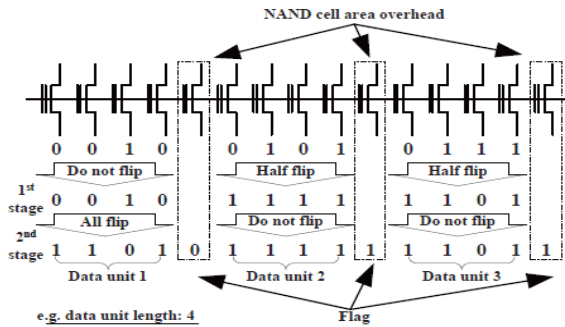 NAND cell area overhead
0 0 1 0 0 1 0 1 0 1 1 1
Do not flip Half flip Half flip
1st stage 0 0 1 0 1 1 1 1 1 1 0 1
All flip Do not flip Do not flip
2nd stage 1 1 0 1 0 1 1 1 1 1 1 1 0 1 1
Data unit 1 Data unit 2 Data unit 3
e.g. data unit length: 4 Flag